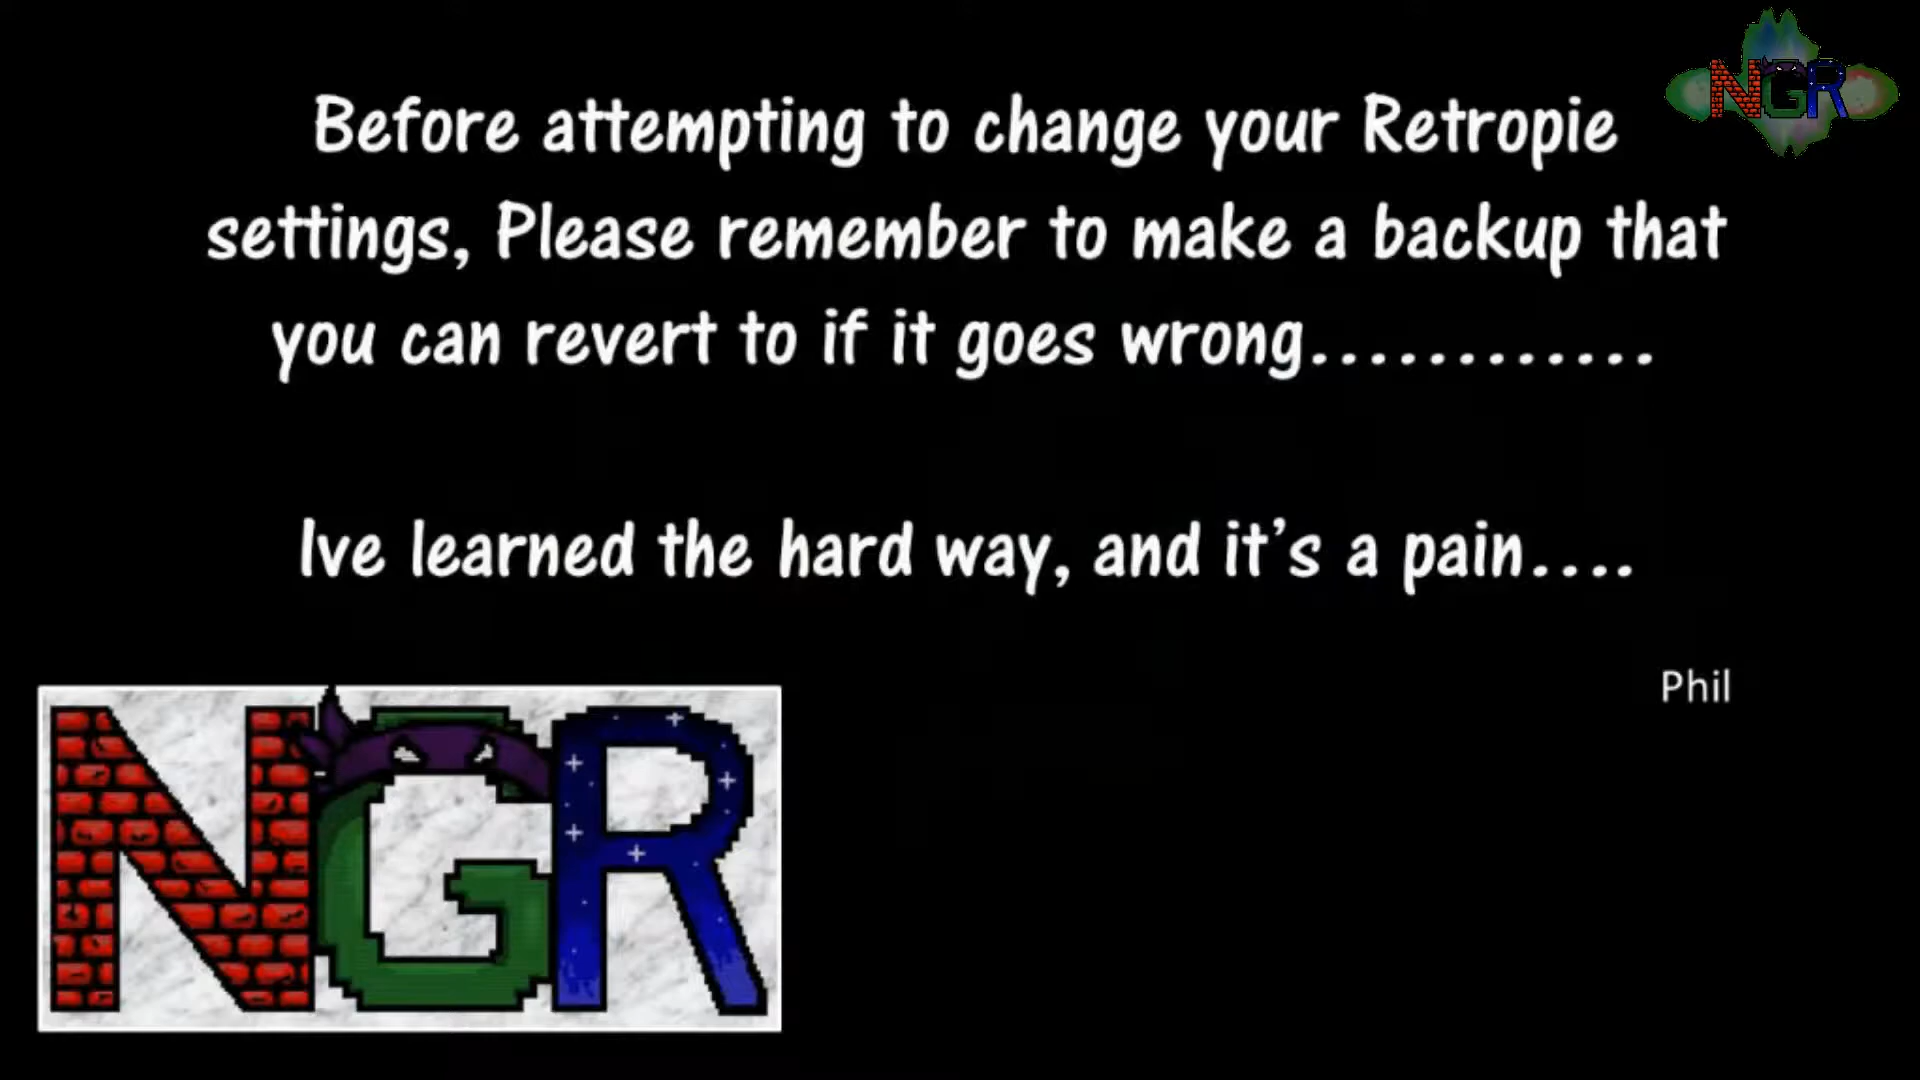 NGR
Before attempting to change your Retropie
settings, Please remember to make a backup that
you can revert to if it goes wrong............
Ive learned the hard way, and it's a pain....
Phil
NGR